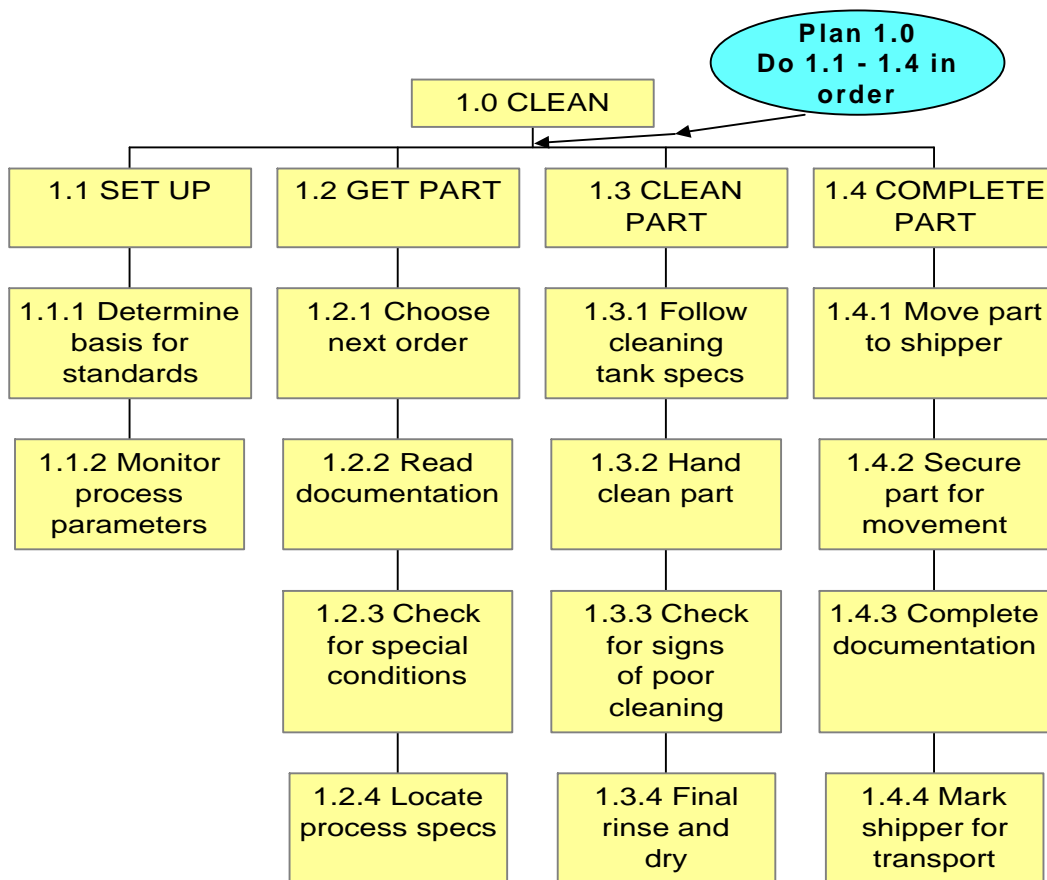 Plan 1.0
Do 1.1 - 1.4 in
order
1.0 CLEAN
1.1 SET UP
1.2 GET PART
1.3 CLEAN
PART
1.4 COMPLETE
PART
1.1.1 Determine
basis for
standards
1.2.1 Choose
next order
1.3.1 Follow
cleaning
tank specs
1.4.1 Move part
to shipper
1.1.2 Monitor
process
parameters
1.2.2 Read
documentation
1.3.2 Hand
clean part
1.4.2 Secure
part for
movement
1.2.3 Check
for special
conditions
1.3.3 Check
for signs
of poor
cleaning
1.4.3 Complete
documentation
1.2.4 Locate
process specs
1.3.4 Final
rinse and
dry
1.4.4 Mark
shipper for
transport